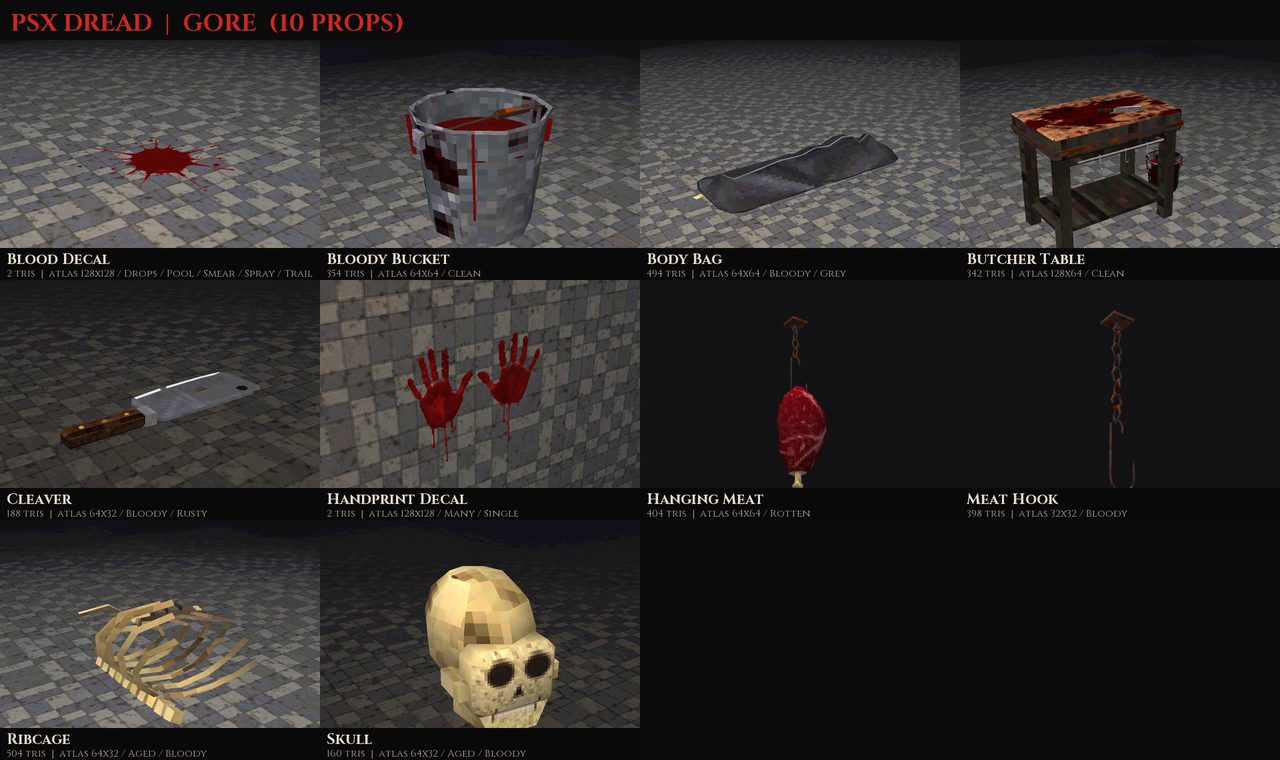 PSX DREAD | GORE (10 PROPS)
BLOOD DECAL
2 TRIS | ATLAS 128X128 / DROPS / POOL / SMEAR / SPRAY / TRAIL
BLOODY BUCKET
354 TRIS | ATLAS 64X64 / CLEAN
BODY BAG
494 TRIS | ATLAS 64X64 / BLOODY / GREY
BUTCHER TABLE
342 TRIS | ATLAS 128X64 / CLEAN
CLEAVER
188 TRIS | ATLAS 64X32 / BLOODY / RUSTY
HANDPRINT DECAL
2 TRIS | ATLAS 128X128 / MANY / SINGLE
HANGING MEAT
404 TRIS | ATLAS 64X64 / ROTTEN
MEAT HOOK
398 TRIS | ATLAS 32X32 / BLOODY
RIBCAGE
504 TRIS | ATLAS 64X32 / AGED / BLOODY
SKULL
160 TRIS | ATLAS 64X32 / AGED / BLOODY